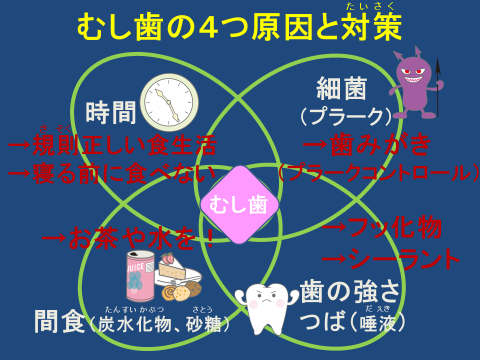 たいさく
むし歯の４つ原因と対策
時間
→規則正しい食生活
→寝る前に食べない
細菌
（プラーク）
→歯みがき
（プラークコントロール）
むし歯
→お茶や水を！
→フッ化物
→シーラント
JUICE
間食（炭水化物、砂糖）
たんすいかぶつ
さとう
歯の強さ
つば（唾液）
だえき